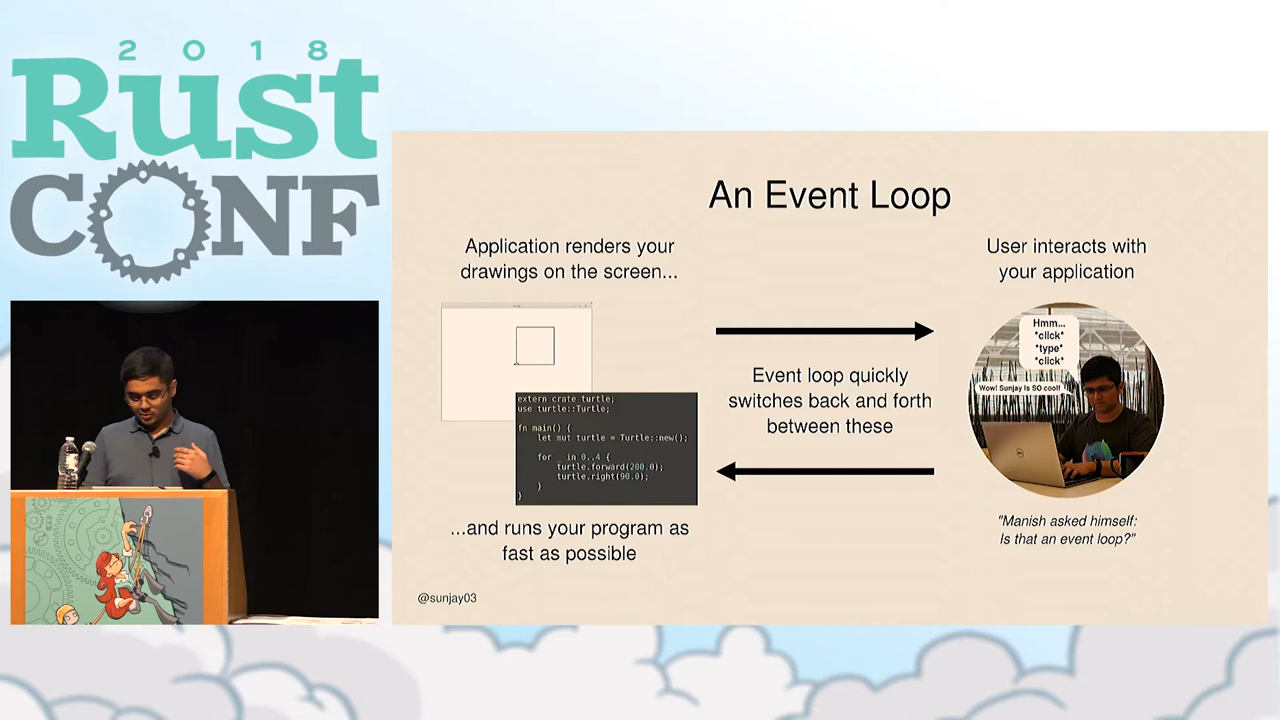 2018
Rust
CONF
An Event Loop
Application renders your
drawings on the screen...
User interacts with
your application
Hmm...
*click*
*type*
*click*
Wow! Sunjay is SO cool!
Event loop quickly
switches back and forth
between these
extern crate turtle;
use turtle::Turtle;
fn main() {
let mut turtle = Turtle::new();
for _ in 0..4 {
turtle.forward(200.0);
turtle.right(90.0);
}
}
...and runs your program as
fast as possible
"Manish asked himself:
Is that an event loop?"
@sunjay03